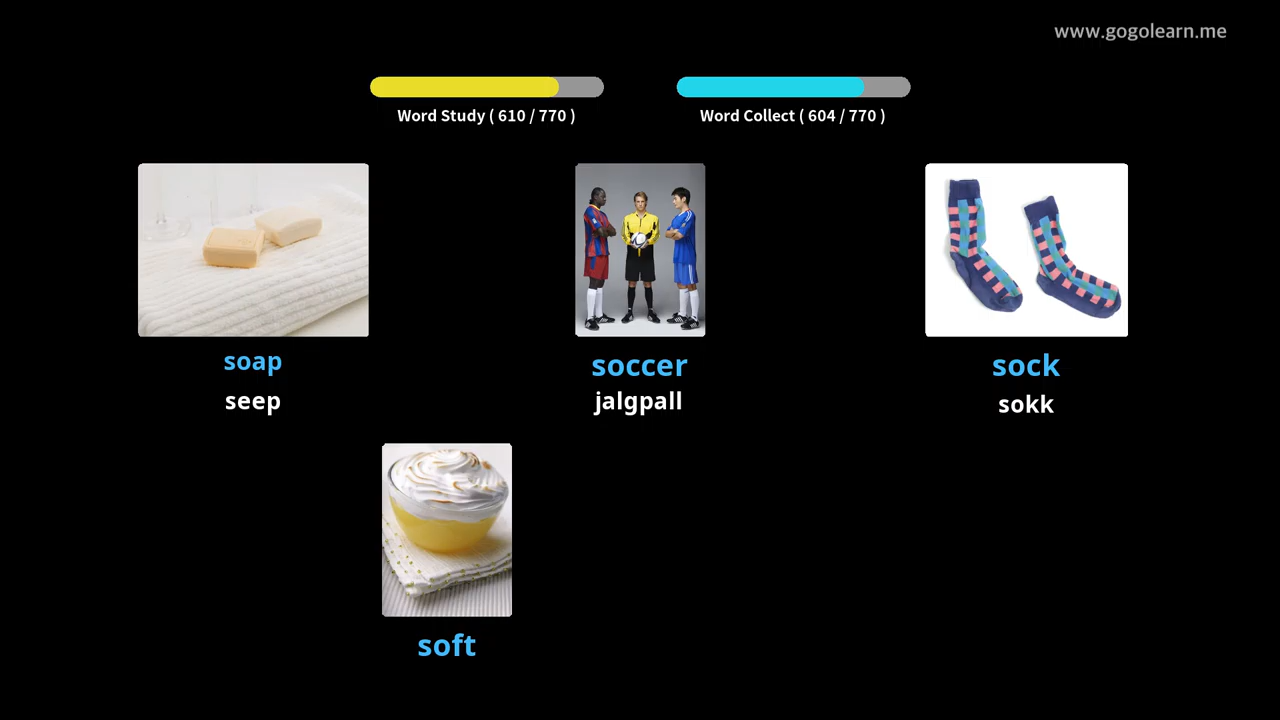 www.gogolearn.me
Word Study ( 610 / 770 )
Word Collect ( 604 / 770 )
soap
soccer
sock
seep
jalgpall
sokk
soft